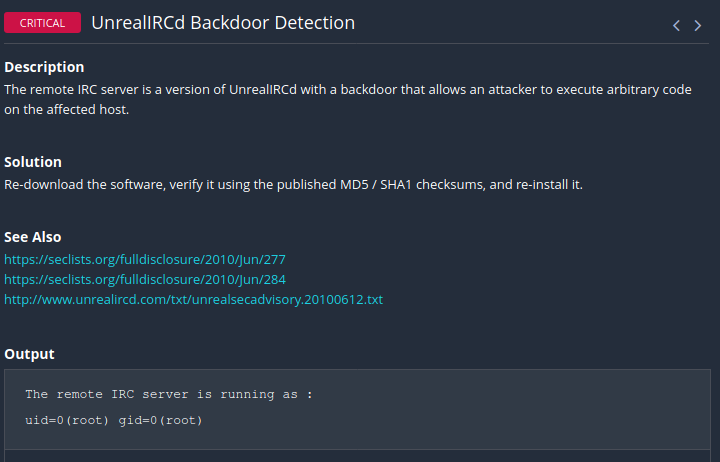 CRITICAL UnrealIRCd Backdoor Detection
Description
The remote IRC server is a version of UnrealIRCd with a backdoor that allows an attacker to execute arbitrary code
on the affected host.
Solution
Re-download the software, verify it using the published MD5 / SHA1 checksums, and re-install it.
See Also
https://seclists.org/fulldisclosure/2010/Jun/277
https://seclists.org/fulldisclosure/2010/Jun/284
http://www.unrealircd.com/txt/unrealsecadvisory.20100612.txt
Output
The remote IRC server is running as :
uid=0(root) gid=0(root)